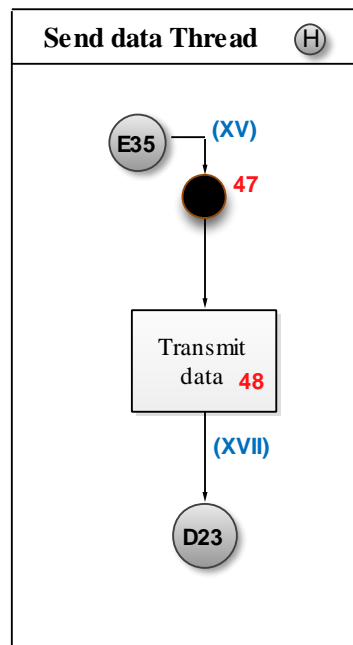 Send data Thread H
(XV)
E35
47
Transmit
data 48
(XVII)
D23